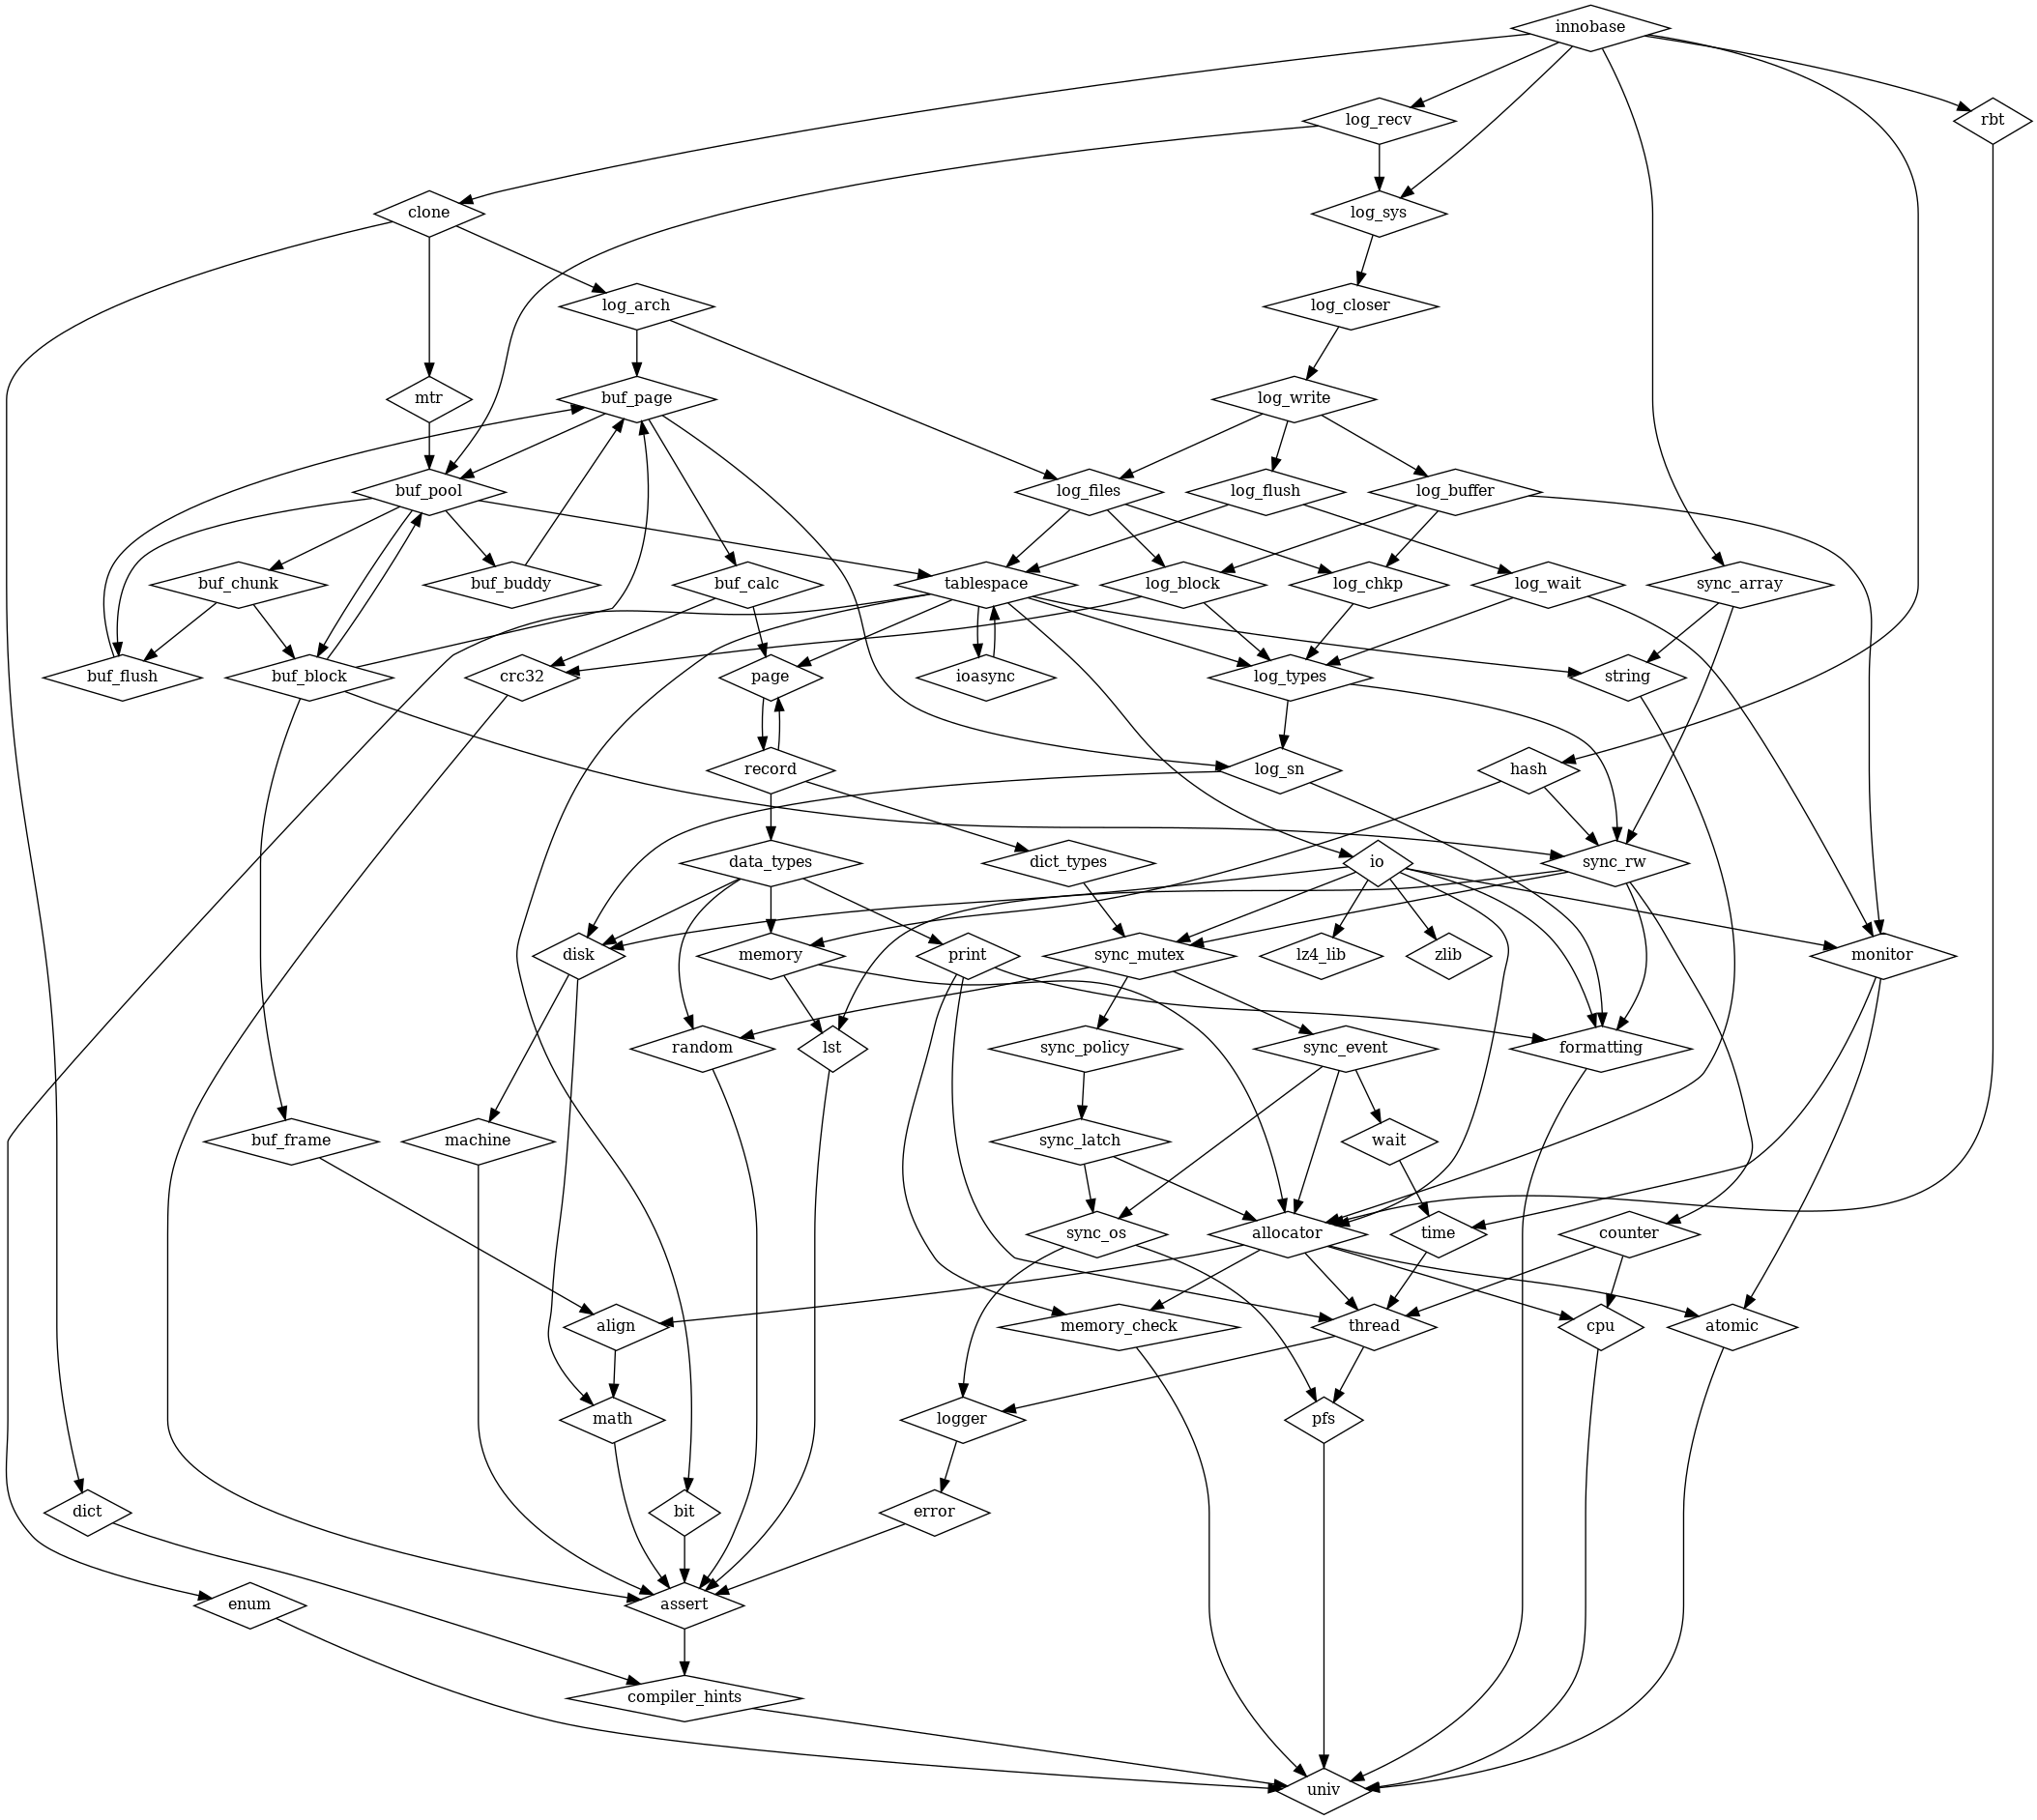 innobase
log_recv
rbt
clone
log_sys
log_arch
log_closer
mtr
buf_page
log_write
buf_pool
log_files
log_flush
log_buffer
buf_chunk
buf_buddy
buf_calc
tablespace
log_block
log_chkp
log_wait
sync_array
buf_flush
buf_block
crc32
page
ioasync
log_types
string
record
log_sn
hash
data_types
dict_types
io
sync_rw
disk
memory
print
sync_mutex
lz4_lib
zlib
monitor
random
lst
sync_policy
sync_event
formatting
buf_frame
machine
sync_latch
wait
sync_os
allocator
time
counter
align
memory_check
thread
cpu
atomic
math
logger
pfs
dict
bit
error
enum
assert
compiler_hints
univ